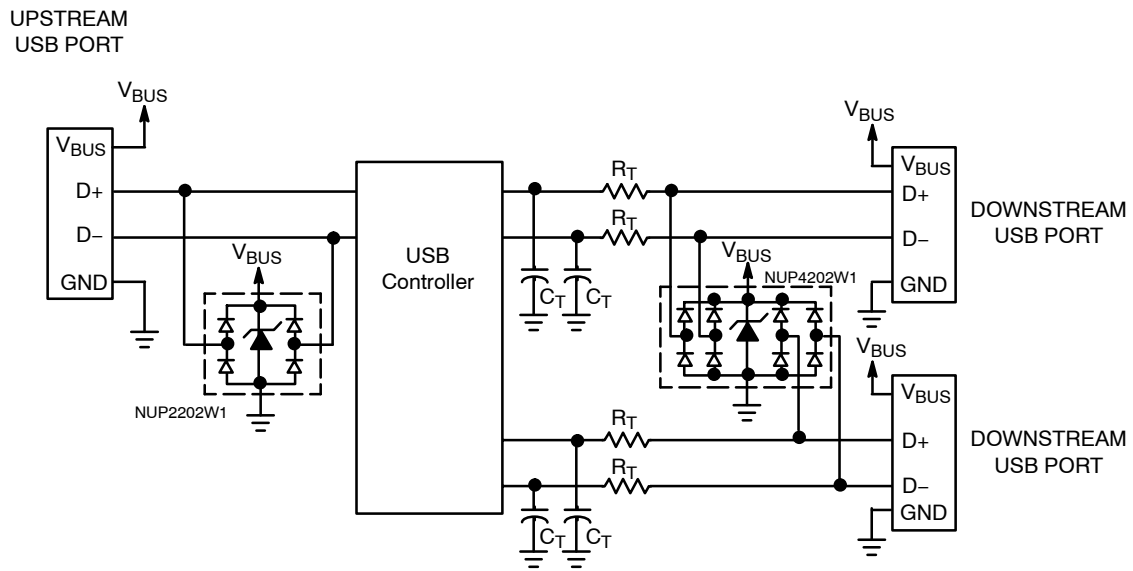 UPSTREAM
USB PORT
VBUS
VBUS
D+
D−
GND
VBUS
NUP2202W1
USB
Controller
RT
RT
CT
CT
VBUS
NUP4202W1
VBUS
VBUS
D+
D−
GND
DOWNSTREAM
USB PORT
RT
RT
CT
CT
VBUS
VBUS
D+
D−
GND
DOWNSTREAM
USB PORT